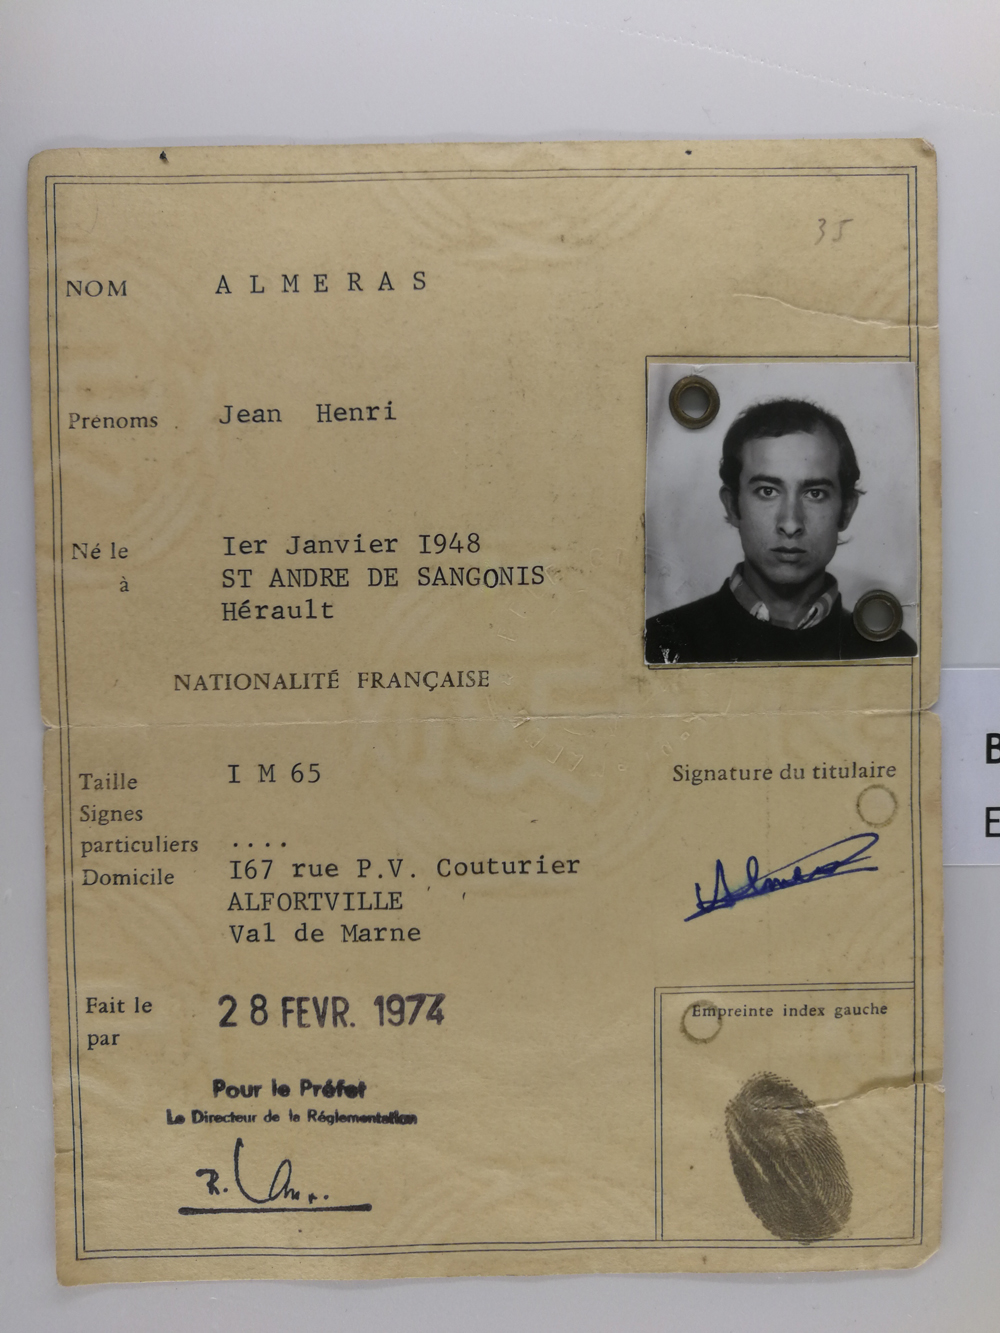 35
NOM A L M E R A S
Prénoms Jean Henri
Né le Ier Janvier I948
à ST ANDRE DE SANGONIS
Hérault
NATIONALITÉ FRANÇAISE
Taille I M 65
Signature du titulaire
Signes
particuliers ....
Domicile I67 rue P.V. Couturier
ALFORTVILLE
Val de Marne
Almeras
Fait le 28 FEVR. 1974
par
Empreinte index gauche
Pour le Préfet
Le Directeur de la Réglementation
B
E